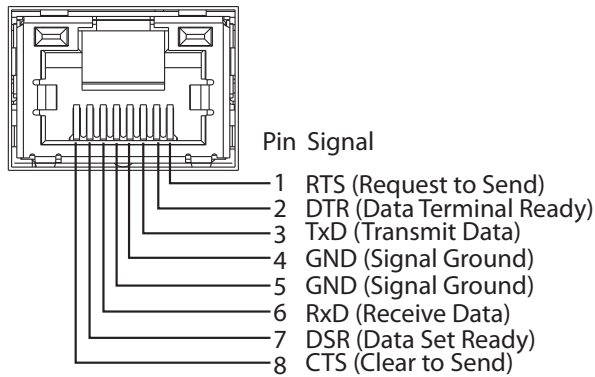 Pin Signal
1 RTS (Request to Send)
2 DTR (Data Terminal Ready)
3 TxD (Transmit Data)
4 GND (Signal Ground)
5 GND (Signal Ground)
6 RxD (Receive Data)
7 DSR (Data Set Ready)
8 CTS (Clear to Send)